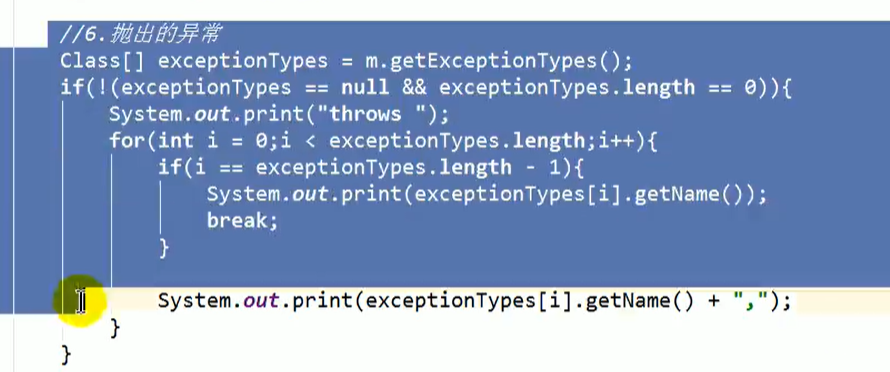 //6.抛出的异常
Class[] exceptionTypes = m.getExceptionTypes();
if(!(exceptionTypes == null && exceptionTypes.length == 0)){
System.out.print("throws ");
for(int i = 0;i < exceptionTypes.length;i++){
if(i == exceptionTypes.length - 1){
System.out.print(exceptionTypes[i].getName());
break;
}
System.out.print(exceptionTypes[i].getName() + ",");
}
}